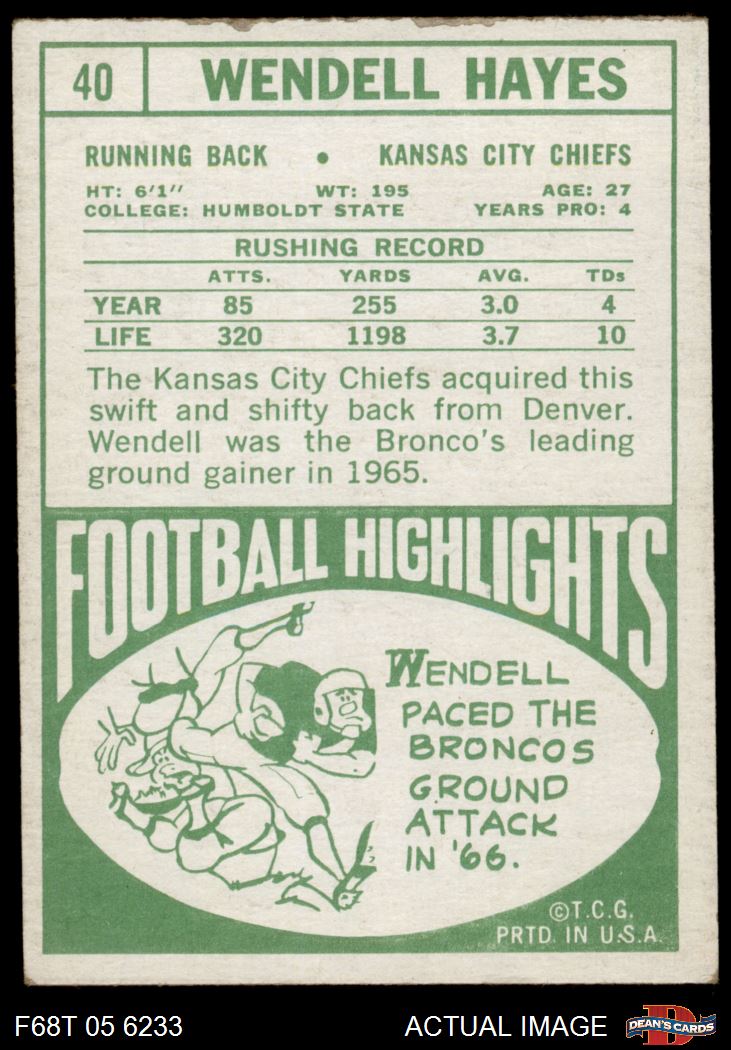 40 WENDELL HAYES
RUNNING BACK • KANSAS CITY CHIEFS
HT: 6'1" WT: 195 AGE: 27
COLLEGE: HUMBOLDT STATE YEARS PRO: 4
RUSHING RECORD
ATTS. YARDS AVG. TDs
YEAR 85 255 3.0 4
LIFE 320 1198 3.7 10
The Kansas City Chiefs acquired this
swift and shifty back from Denver.
Wendell was the Bronco's leading
ground gainer in 1965.
FOOTBALL HIGHLIGHTS
WENDELL
PACED THE
BRONCOS
GROUND
ATTACK
IN '66.
©T.C.G.
PRTD. IN U.S.A.
F68T 05 6233 ACTUAL IMAGE D DEAN'S CARDS